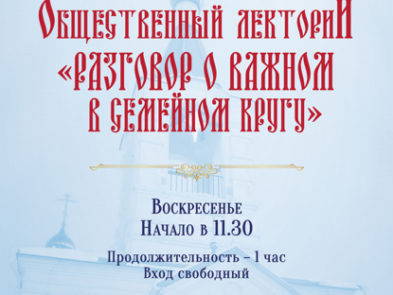 Общественный лекторий
«Разговор о важном
в семейном кругу»
Воскресенье
Начало в 11.30
Продолжительность – 1 час
Вход свободный